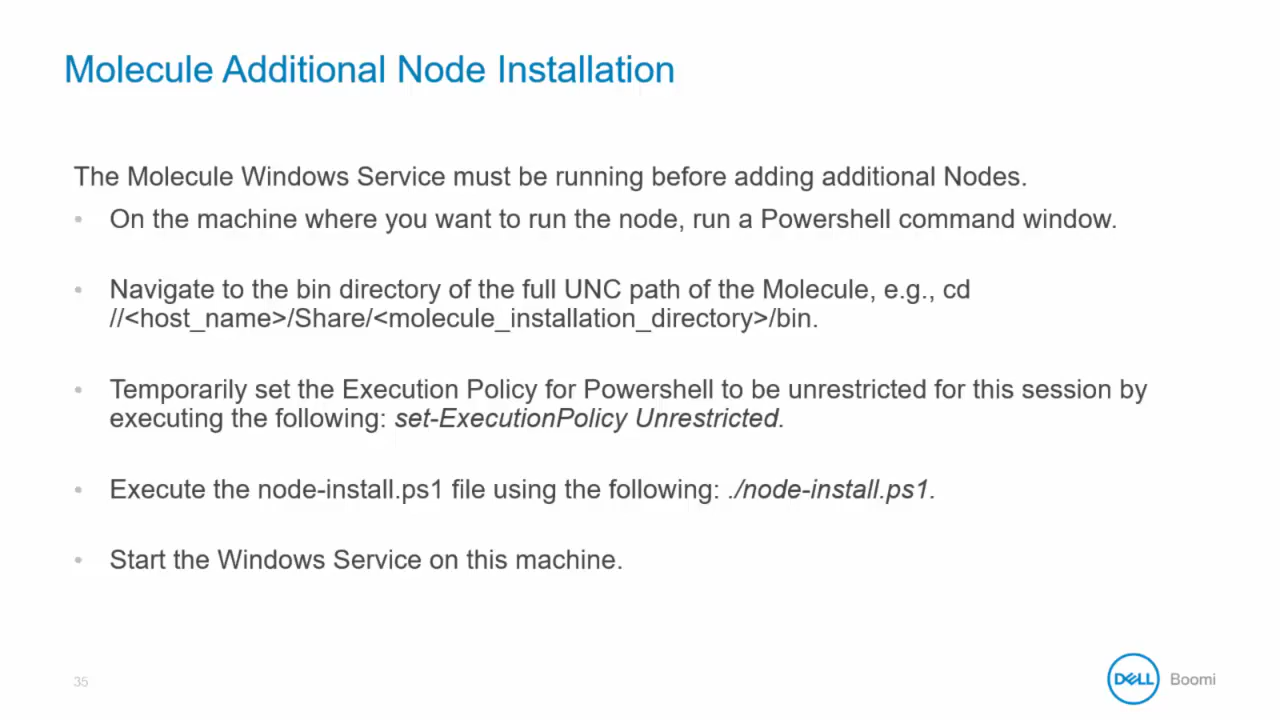 Molecule Additional Node Installation
The Molecule Windows Service must be running before adding additional Nodes.
• On the machine where you want to run the node, run a Powershell command window.
• Navigate to the bin directory of the full UNC path of the Molecule, e.g., cd
//<host_name>/Share/<molecule_installation_directory>/bin.
• Temporarily set the Execution Policy for Powershell to be unrestricted for this session by
executing the following: set-ExecutionPolicy Unrestricted.
• Execute the node-install.ps1 file using the following: ./node-install.ps1.
• Start the Windows Service on this machine.
35
DELL Boomi